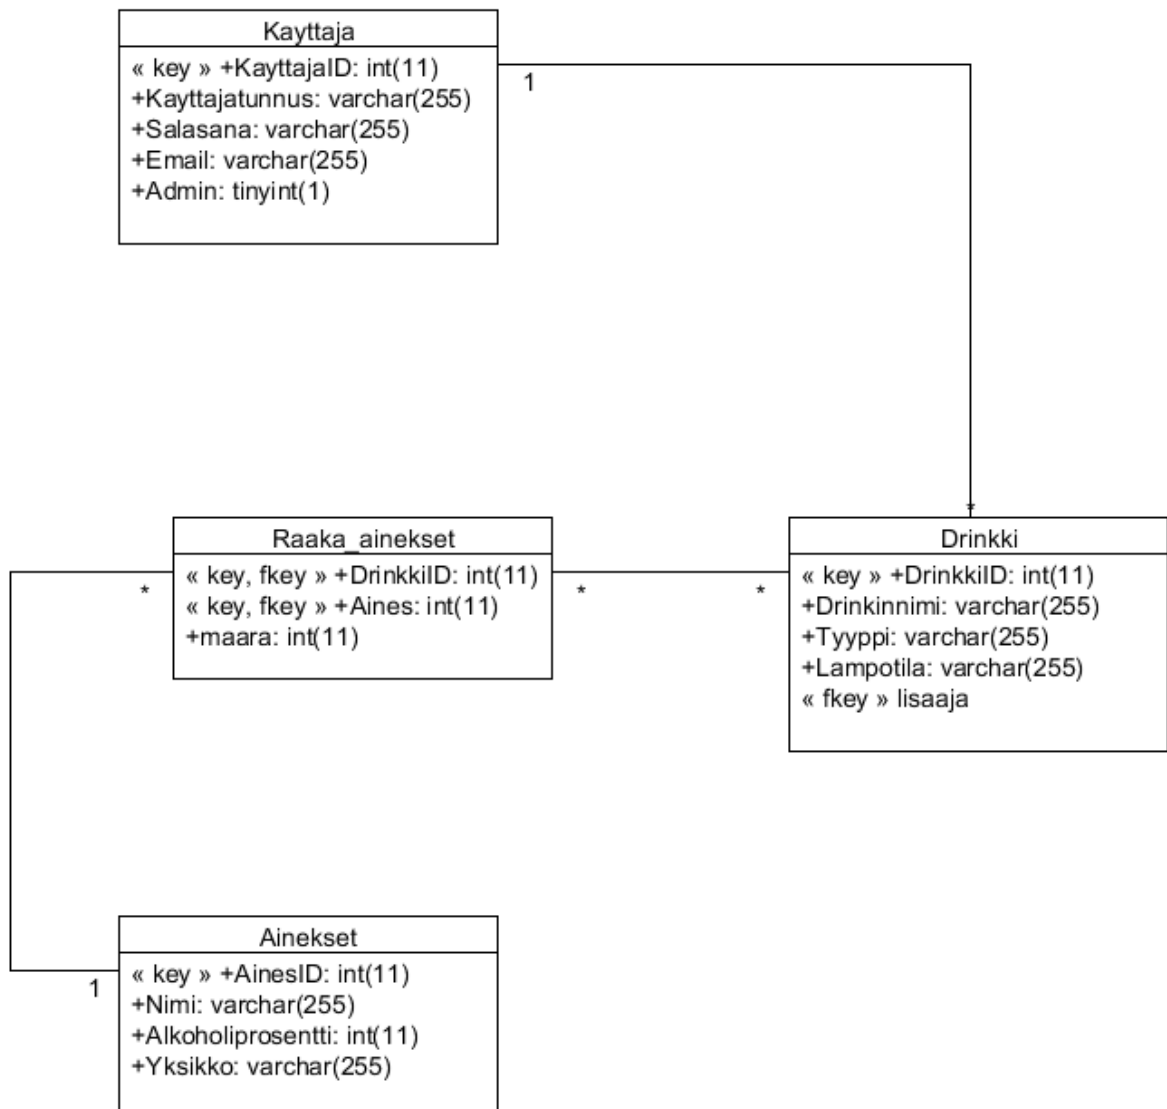 Kayttaja
« key » +KayttajaID: int(11)
+Kayttajatunnus: varchar(255)
+Salasana: varchar(255)
+Email: varchar(255)
+Admin: tinyint(1)
1
*
Raaka_ainekset
« key, fkey » +DrinkkiID: int(11)
« key, fkey » +Aines: int(11)
+maara: int(11)
*
*
*
Drinkki
« key » +DrinkkiID: int(11)
+Drinkinnimi: varchar(255)
+Tyyppi: varchar(255)
+Lampotila: varchar(255)
« fkey » lisaaja
Ainekset
« key » +AinesID: int(11)
+Nimi: varchar(255)
+Alkoholiprosentti: int(11)
+Yksikko: varchar(255)
1